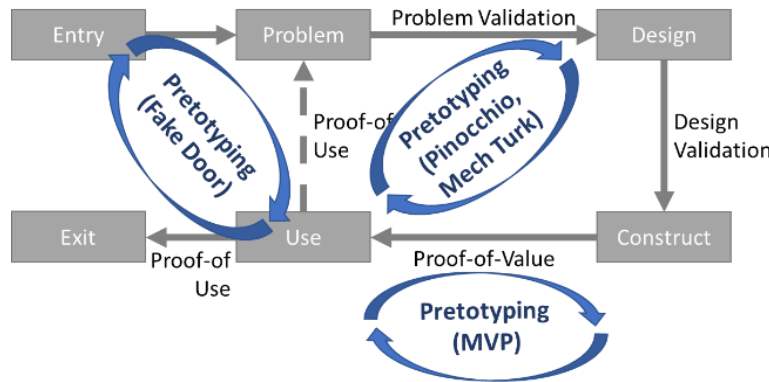 Entry
Problem
Problem Validation
Design
Pretotyping
(Fake Door)
Proof-of
Use
Pretotyping
(Pinocchio,
Mech Turk)
Design
Validation
Exit
Proof-of
Use
Use
Proof-of-Value
Construct
Pretotyping
(MVP)